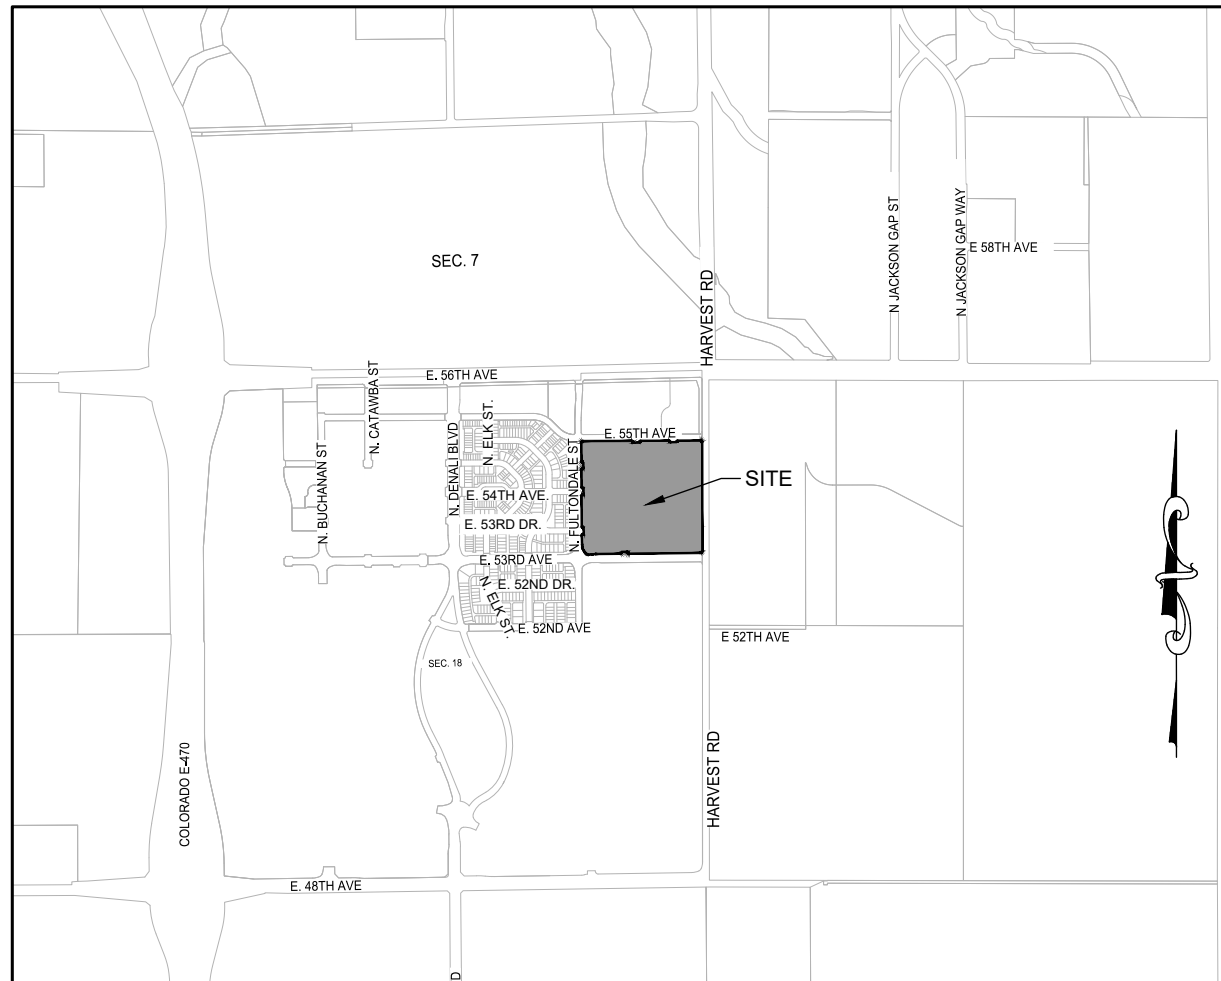 N JACKSON GAP ST
N JACKSON GAP WAY
E 58TH AVE
SEC. 7
HARVEST RD
E. 56TH AVE
N. CATAWBA ST
N. ELK ST.
N. DENALI BLVD
E. 55TH AVE
N. BUCHANAN ST
N. FULTONDALE ST
SITE
E. 54TH AVE.
E. 53RD DR.
E. 53RD AVE
E. 52ND DR.
N. ELK ST.
E. 52ND AVE
E 52TH AVE
SEC. 18
COLORADO E-470
HARVEST RD
E. 48TH AVE
D